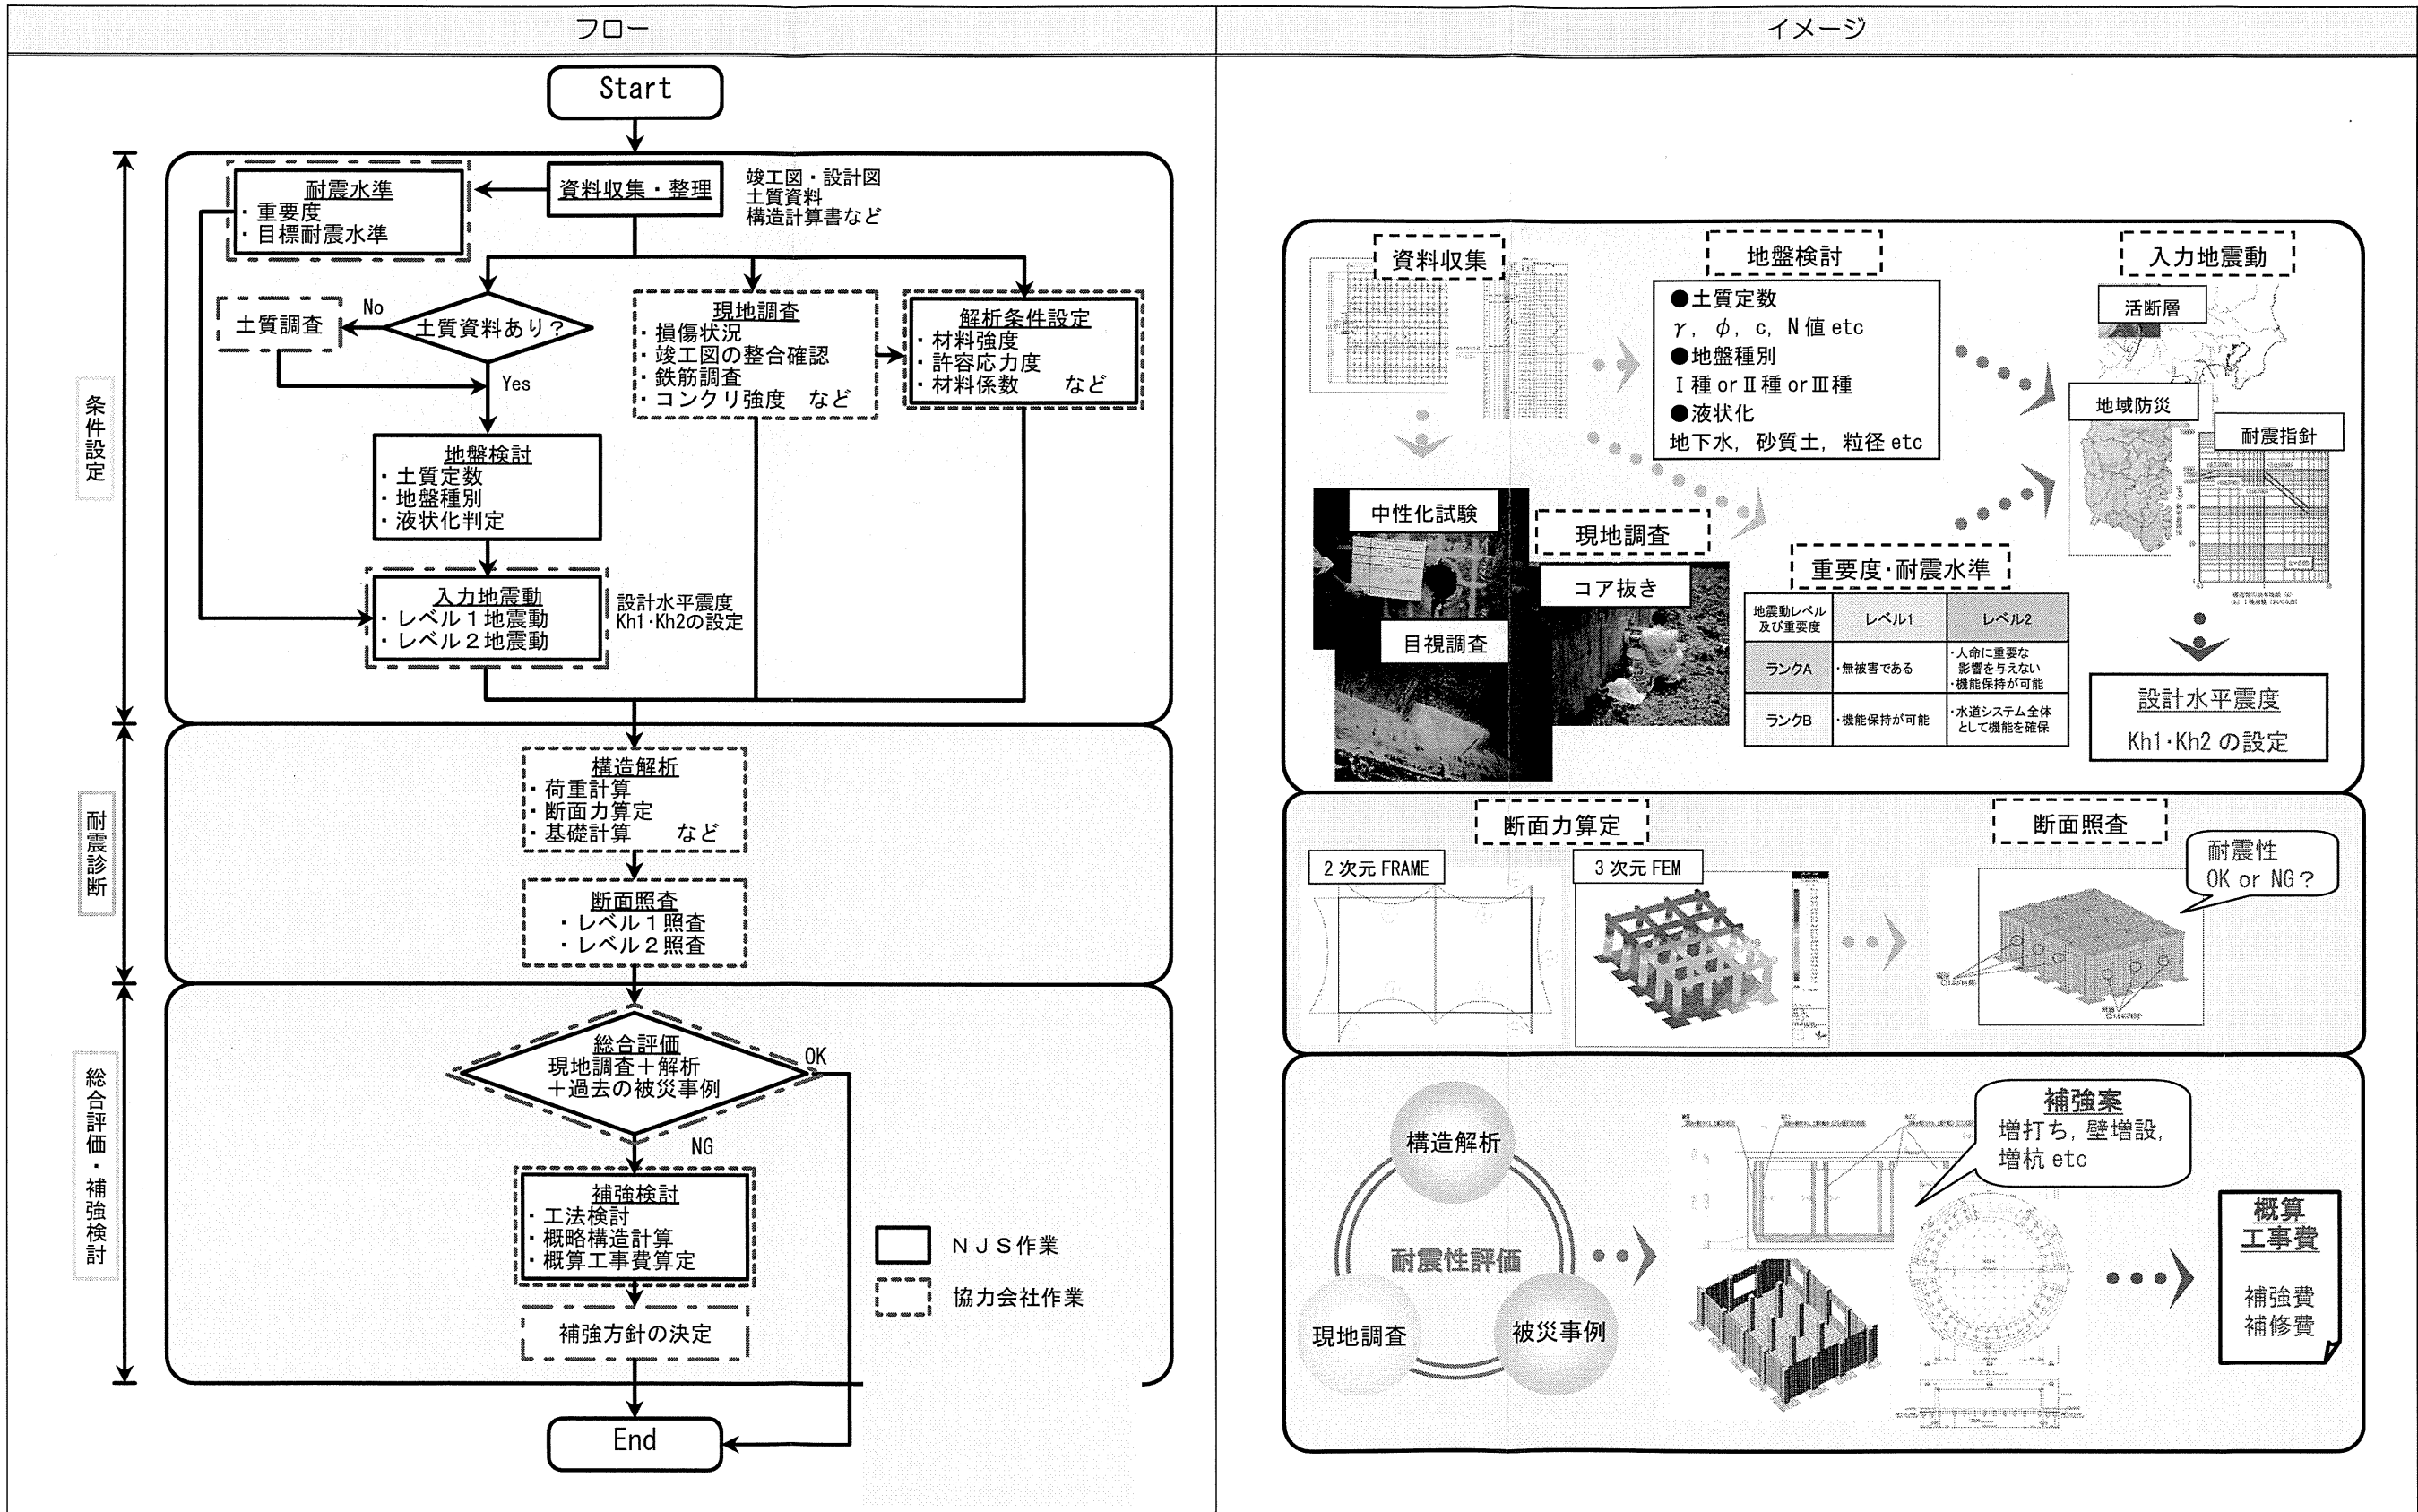 フロー
イメージ
Start
耐震水準
・重要度
・目標耐震水準
資料収集・整理
竣工図・設計図
土質資料
構造計算書など
土質調査
No
土質資料あり？
Yes
現地調査
・損傷状況
・竣工図の整合確認
・鉄筋調査
・コンクリ強度　など
解析条件設定
・材料強度
・許容応力度
・材料係数　など
条件設定
地盤検討
・土質定数
・地盤種別
・液状化判定
入力地震動
・レベル１地震動
・レベル２地震動
設計水平震度
Kh1・Kh2の設定
耐震診断
構造解析
・荷重計算
・断面力算定
・基礎計算　など
断面照査
・レベル１照査
・レベル２照査
総合評価・補強検討
総合評価
現地調査＋解析
＋過去の被災事例
OK
NG
補強検討
・工法検討
・概略構造計算
・概算工事費算定
補強方針の決定
ＮＪＳ作業
協力会社作業
End
資料収集
地盤検討
●土質定数
γ, φ, c, N値 etc
●地盤種別
Ⅰ種 or Ⅱ種 or Ⅲ種
●液状化
地下水, 砂質土, 粒径 etc
入力地震動
活断層
地域防災
耐震指針
中性化試験
現地調査
コア抜き
目視調査
重要度・耐震水準
地震動レベル
及び重要度
レベル1
レベル2
ランクA
・無被害である
・人命に重要な
影響を与えない
・機能保持が可能
ランクB
・機能保持が可能
・水道システム全体
として機能を確保
設計水平震度
Kh1・Kh2 の設定
断面力算定
断面照査
2 次元 FRAME
3 次元 FEM
耐震性
OK or NG？
構造解析
耐震性評価
現地調査
被災事例
補強案
増打ち, 壁増設,
増杭 etc
概算
工事費
補強費
補修費